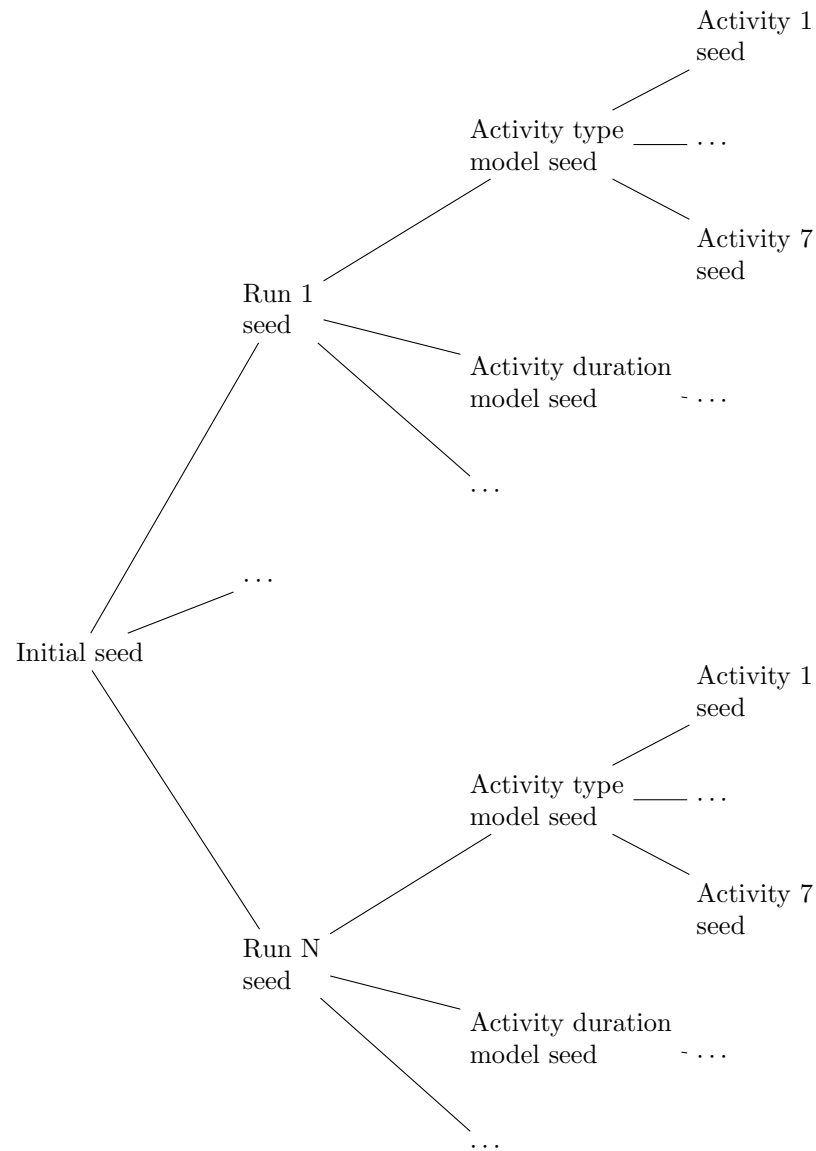 Activity 1
seed
Activity type
model seed
. . .
Activity 7
seed
Run 1
seed
Activity duration
model seed
. . .
. . .
. . .
Initial seed
Activity 1
seed
Activity type
model seed
. . .
Activity 7
seed
Run N
seed
Activity duration
model seed
. . .
. . .